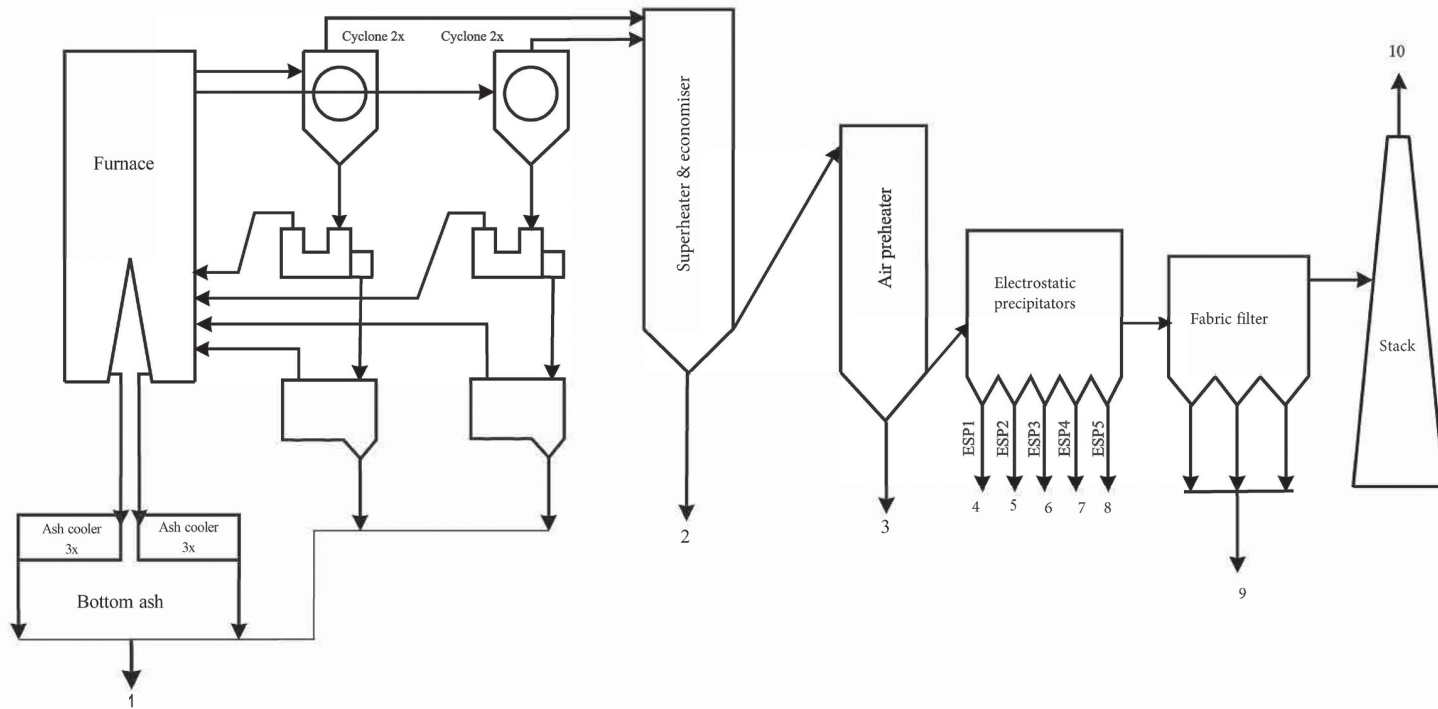 Cyclone 2x
Cyclone 2x
10
Furnace
Superheater & economiser
Air preheater
Electrostatic
precipitators
Fabric filter
Stack
ESP1
ESP2
ESP3
ESP4
ESP5
4
5
6
7
8
Ash cooler
3x
Ash cooler
3x
2
3
9
Bottom ash
1